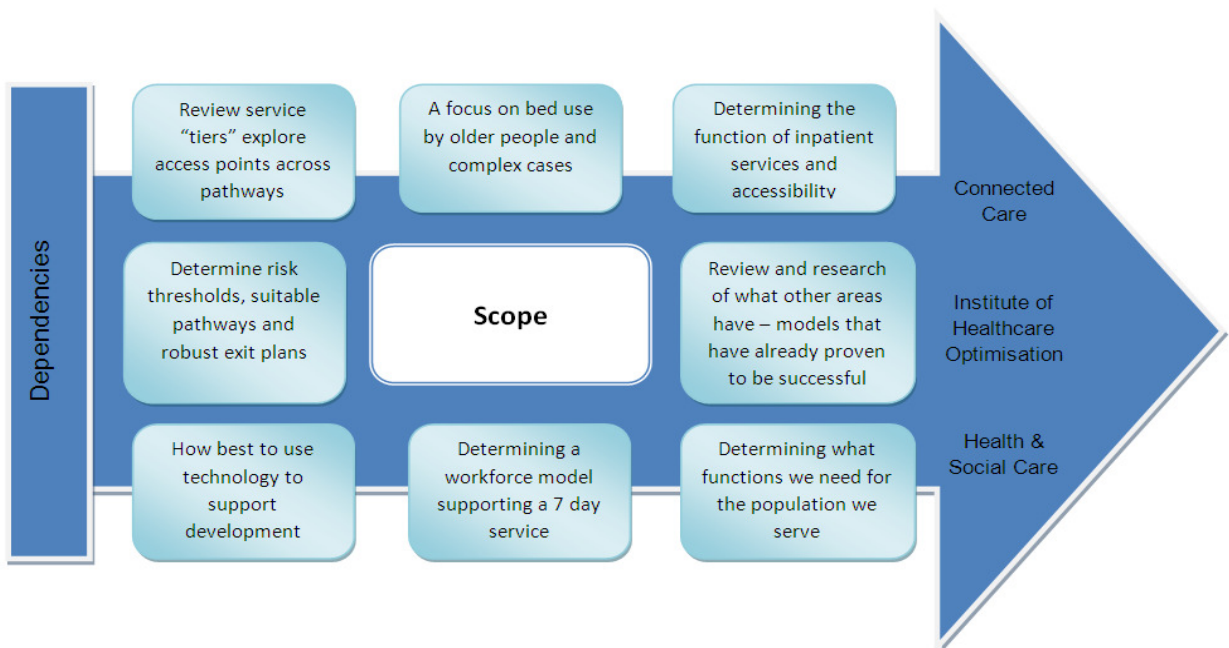 Dependencies
Review service
“tiers” explore
access points across
pathways
A focus on bed use
by older people and
complex cases
Determining the
function of inpatient
services and
accessibility
Determine risk
thresholds, suitable
pathways and
robust exit plans
Scope
Review and research
of what other areas
have – models that
have already proven
to be successful
How best to use
technology to
support
development
Determining a
workforce model
supporting a 7 day
service
Determining what
functions we need for
the population we
serve
Connected
Care
Institute of
Healthcare
Optimisation
Health &
Social Care